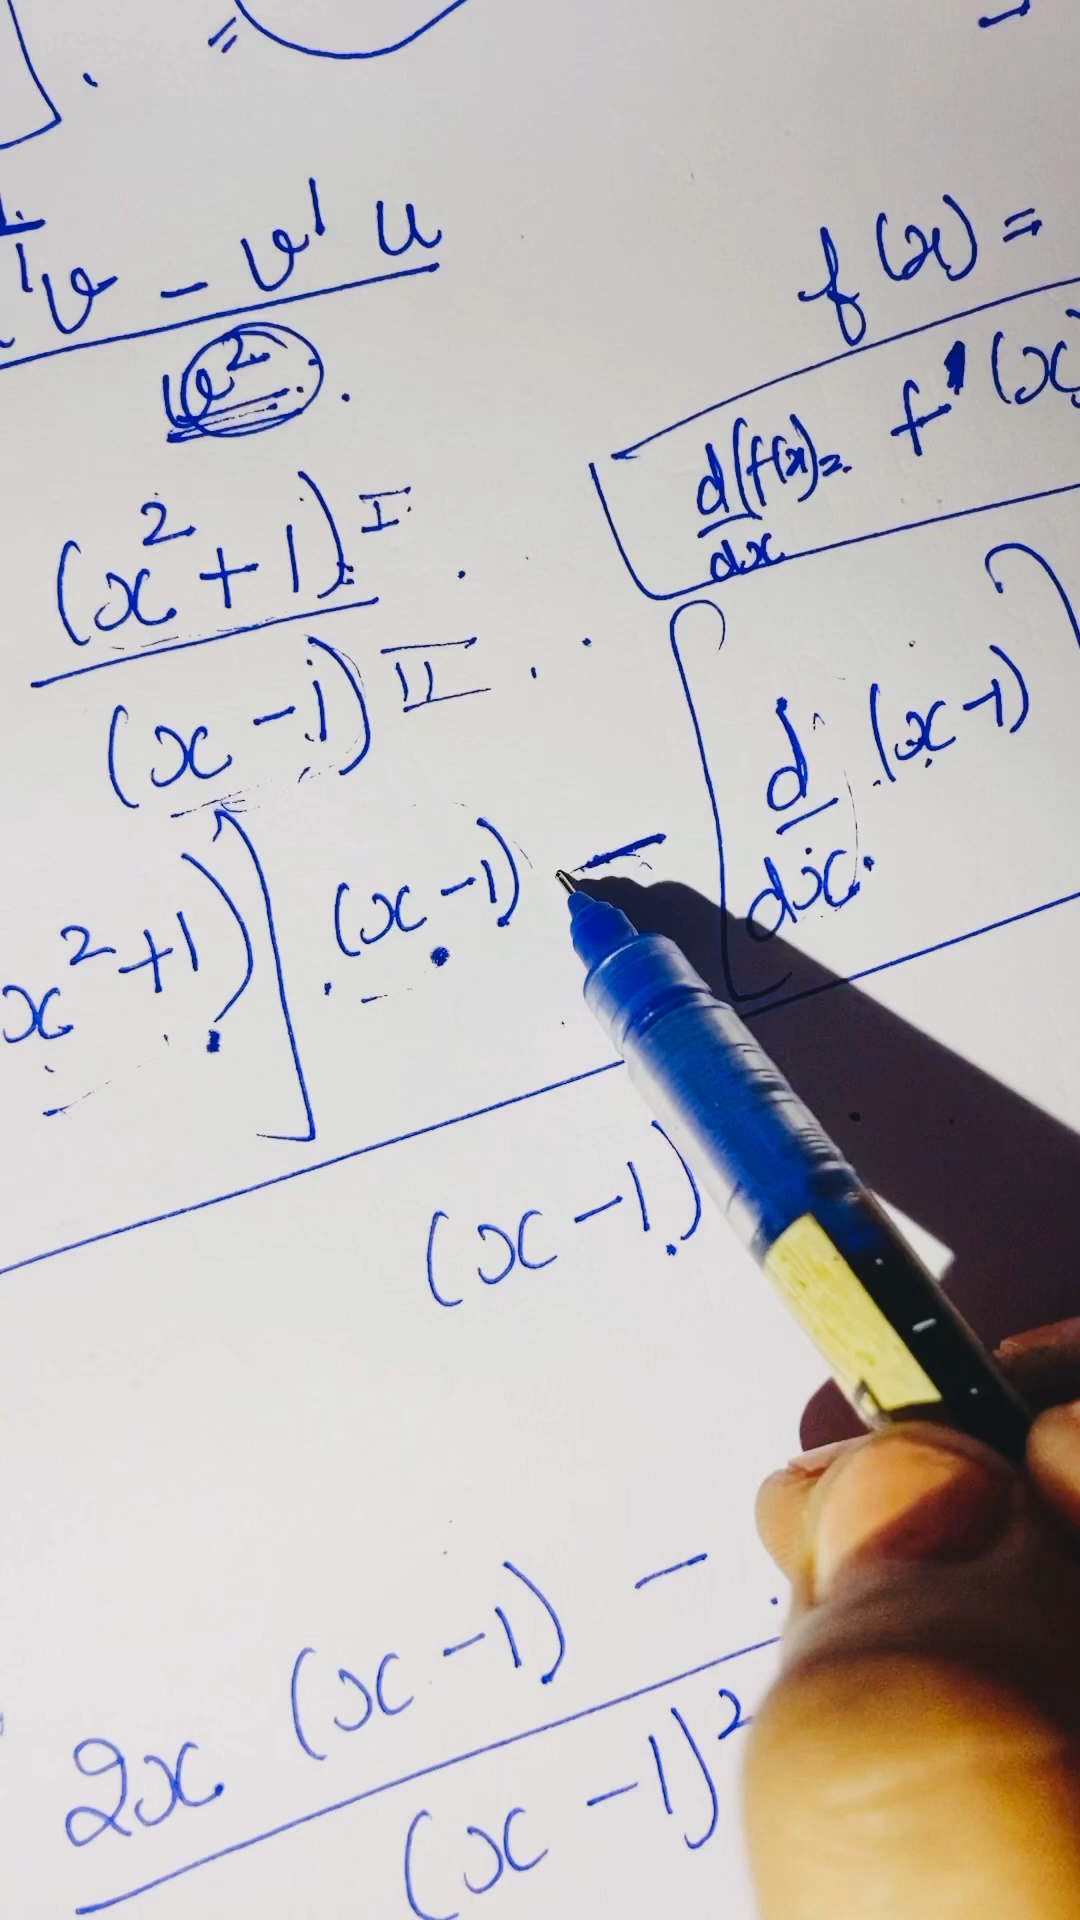 'v - v' u
v²
f(x) =
d/dx (f(x)) = f'(x)
(x² + 1) I
(x - 1) II
d/dx (x-1)
x² + 1) ] (x - 1) -
(x - 1)
2x (x - 1) -
(x - 1)²